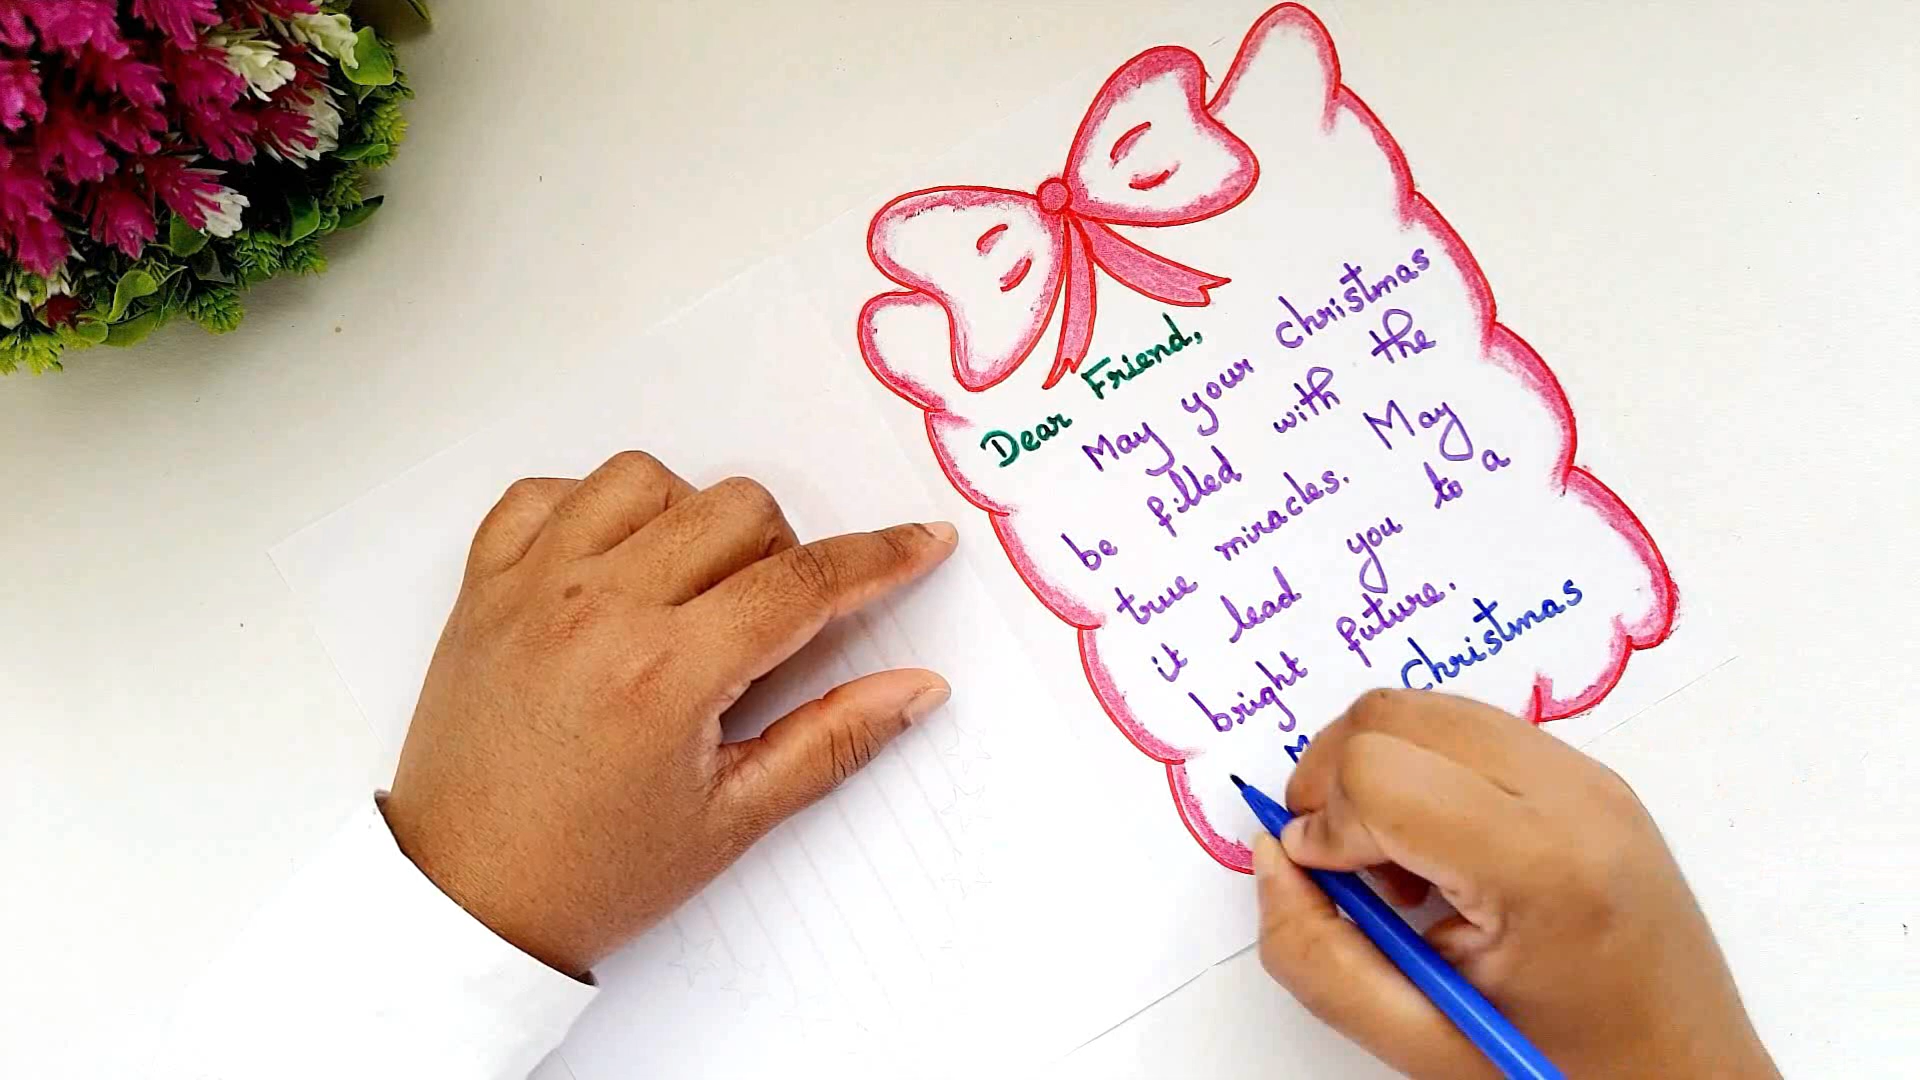 Dear Friend,
May your Christmas
be filled with the
true miracles. May
it lead you to a
bright future.
Christmas